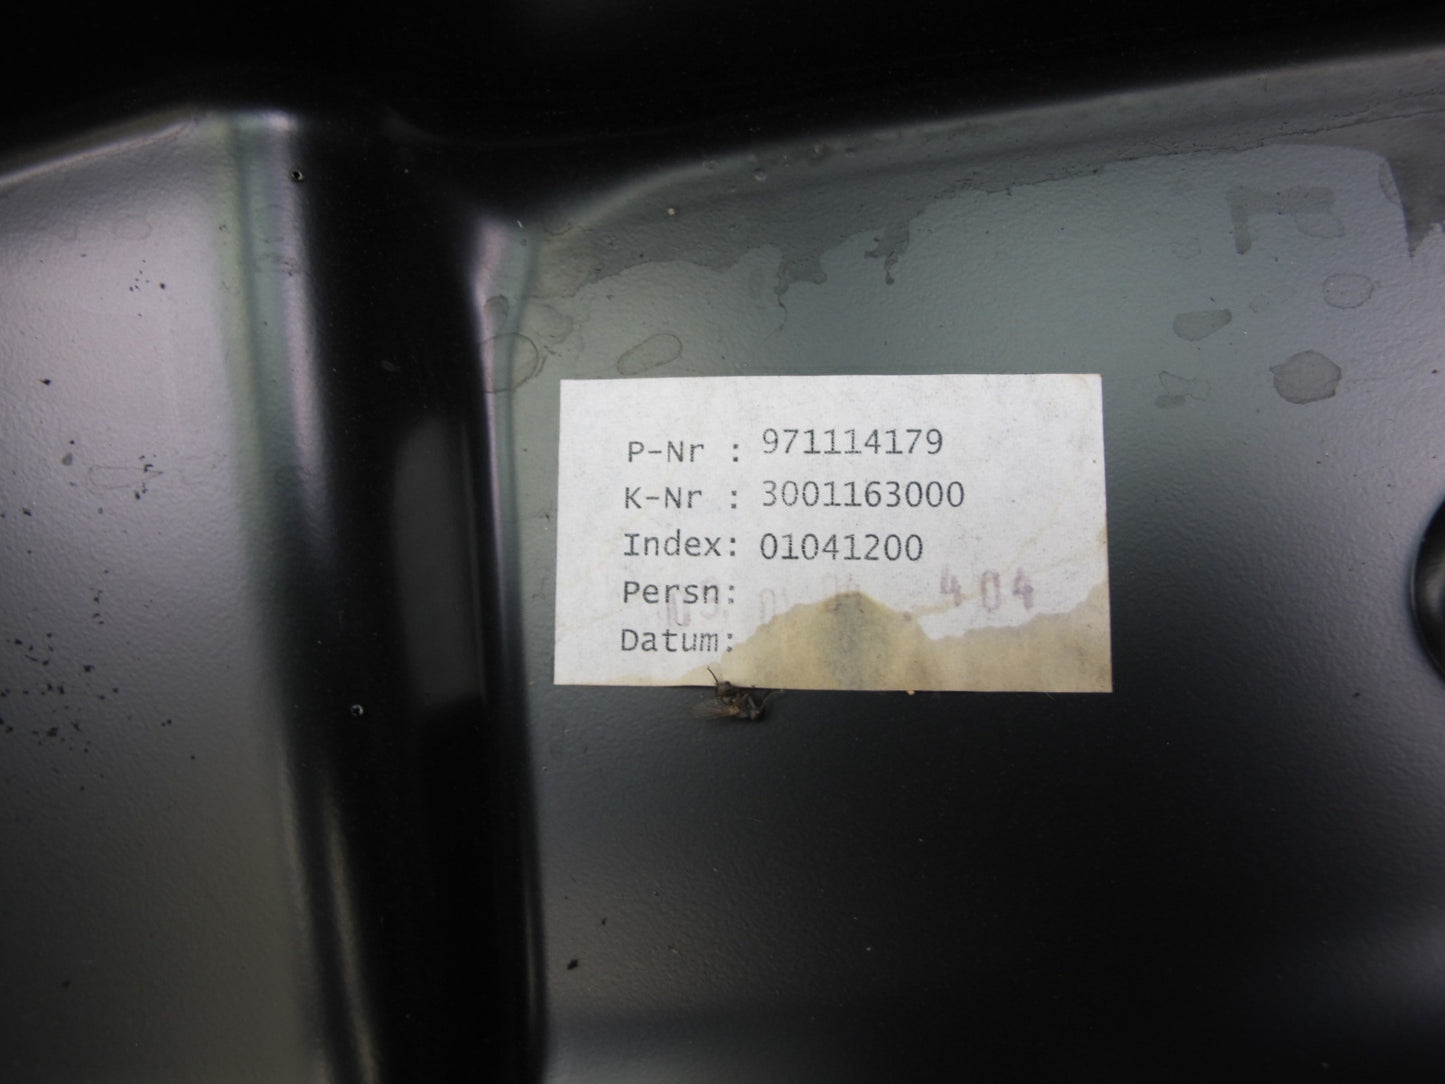 P-Nr : 971114179
K-Nr : 3001163000
Index: 01041200
Persn:
404
Datum: